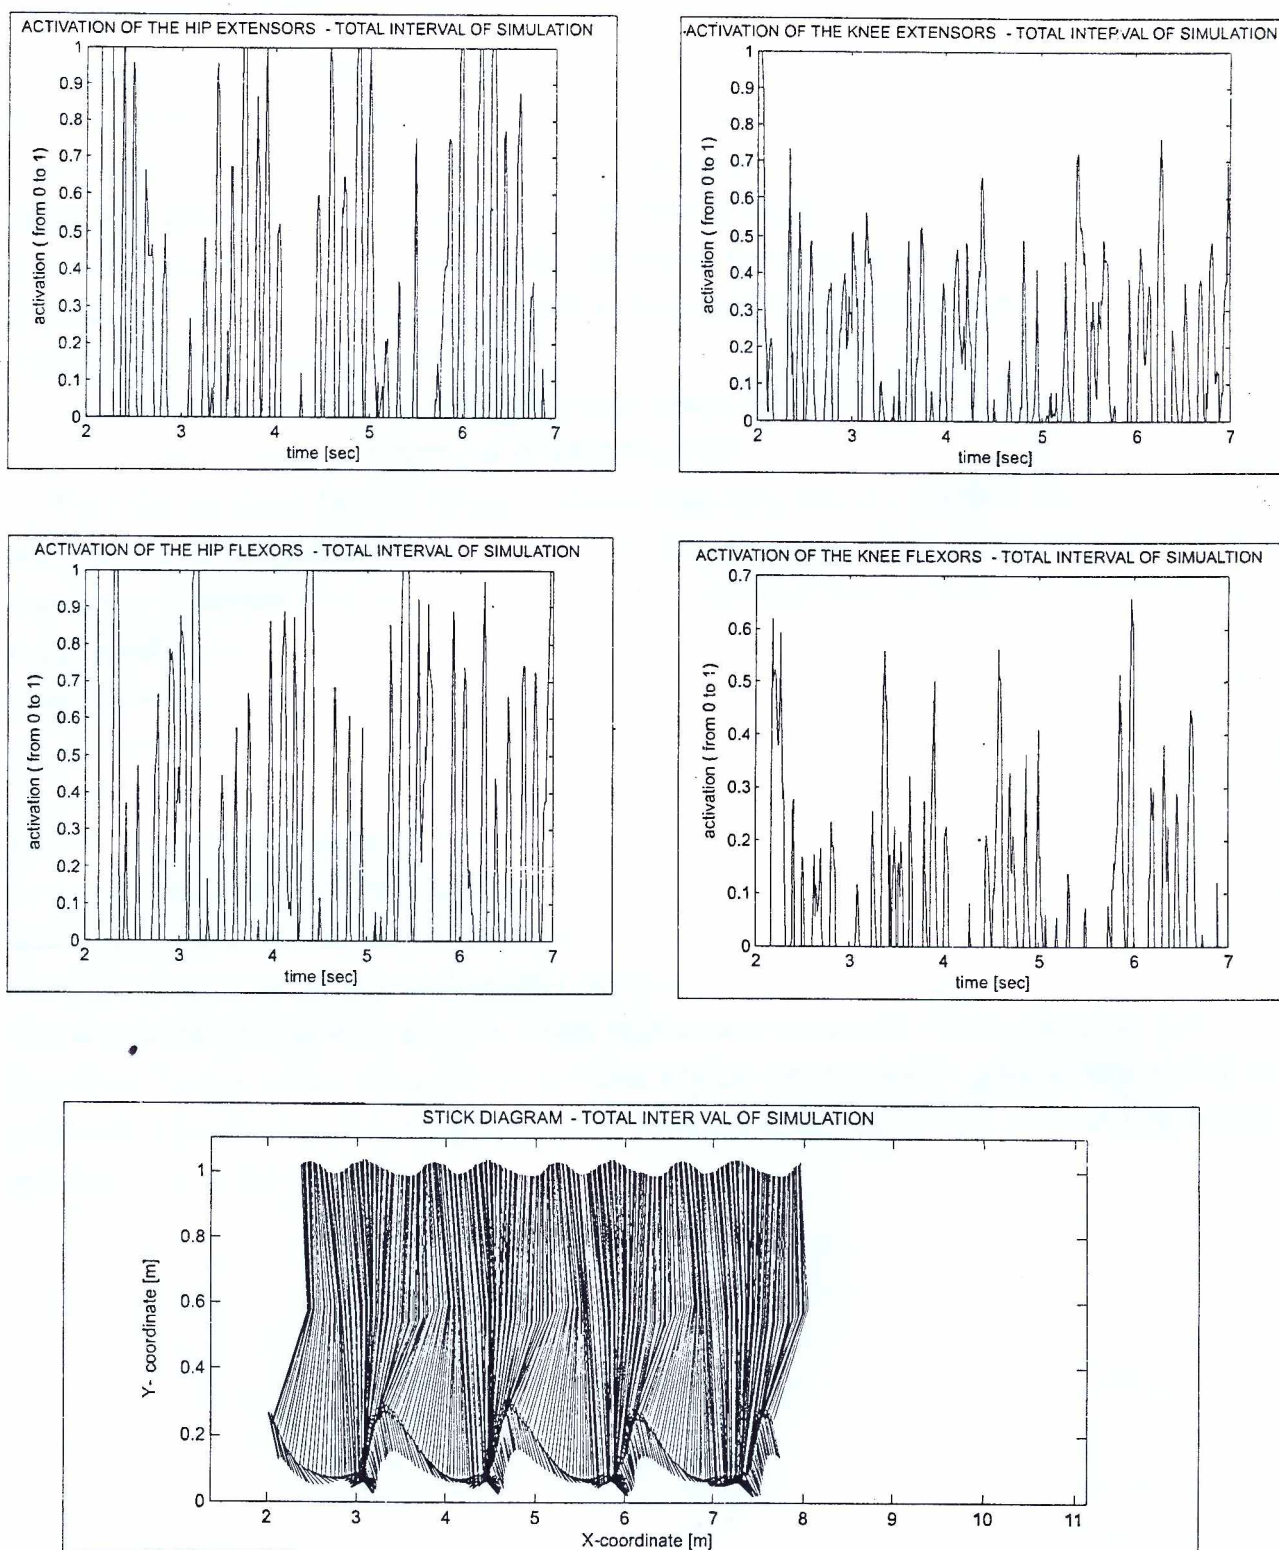 ACTIVATION OF THE HIP EXTENSORS - TOTAL INTERVAL OF SIMULATION
1
0.9
0.8
0.7
0.6
0.5
0.4
0.3
0.2
0.1
0
activation ( from 0 to 1)
2 3 4 5 6 7
time [sec]
ACTIVATION OF THE KNEE EXTENSORS - TOTAL INTERVAL OF SIMULATION
1
0.9
0.8
0.7
0.6
0.5
0.4
0.3
0.2
0.1
0
activation ( from 0 to 1)
2 3 4 5 6 7
time [sec]
ACTIVATION OF THE HIP FLEXORS - TOTAL INTERVAL OF SIMULATION
1
0.9
0.8
0.7
0.6
0.5
0.4
0.3
0.2
0.1
0
activation ( from 0 to 1)
2 3 4 5 6 7
time [sec]
ACTIVATION OF THE KNEE FLEXORS - TOTAL INTERVAL OF SIMUALTION
0.7
0.6
0.5
0.4
0.3
0.2
0.1
0
activation ( from 0 to 1)
2 3 4 5 6 7
time [sec]
STICK DIAGRAM - TOTAL INTER VAL OF SIMULATION
1
0.8
0.6
0.4
0.2
0
Y- coordinate [m]
2 3 4 5 6 7 8 9 10 11
X-coordinate [m]